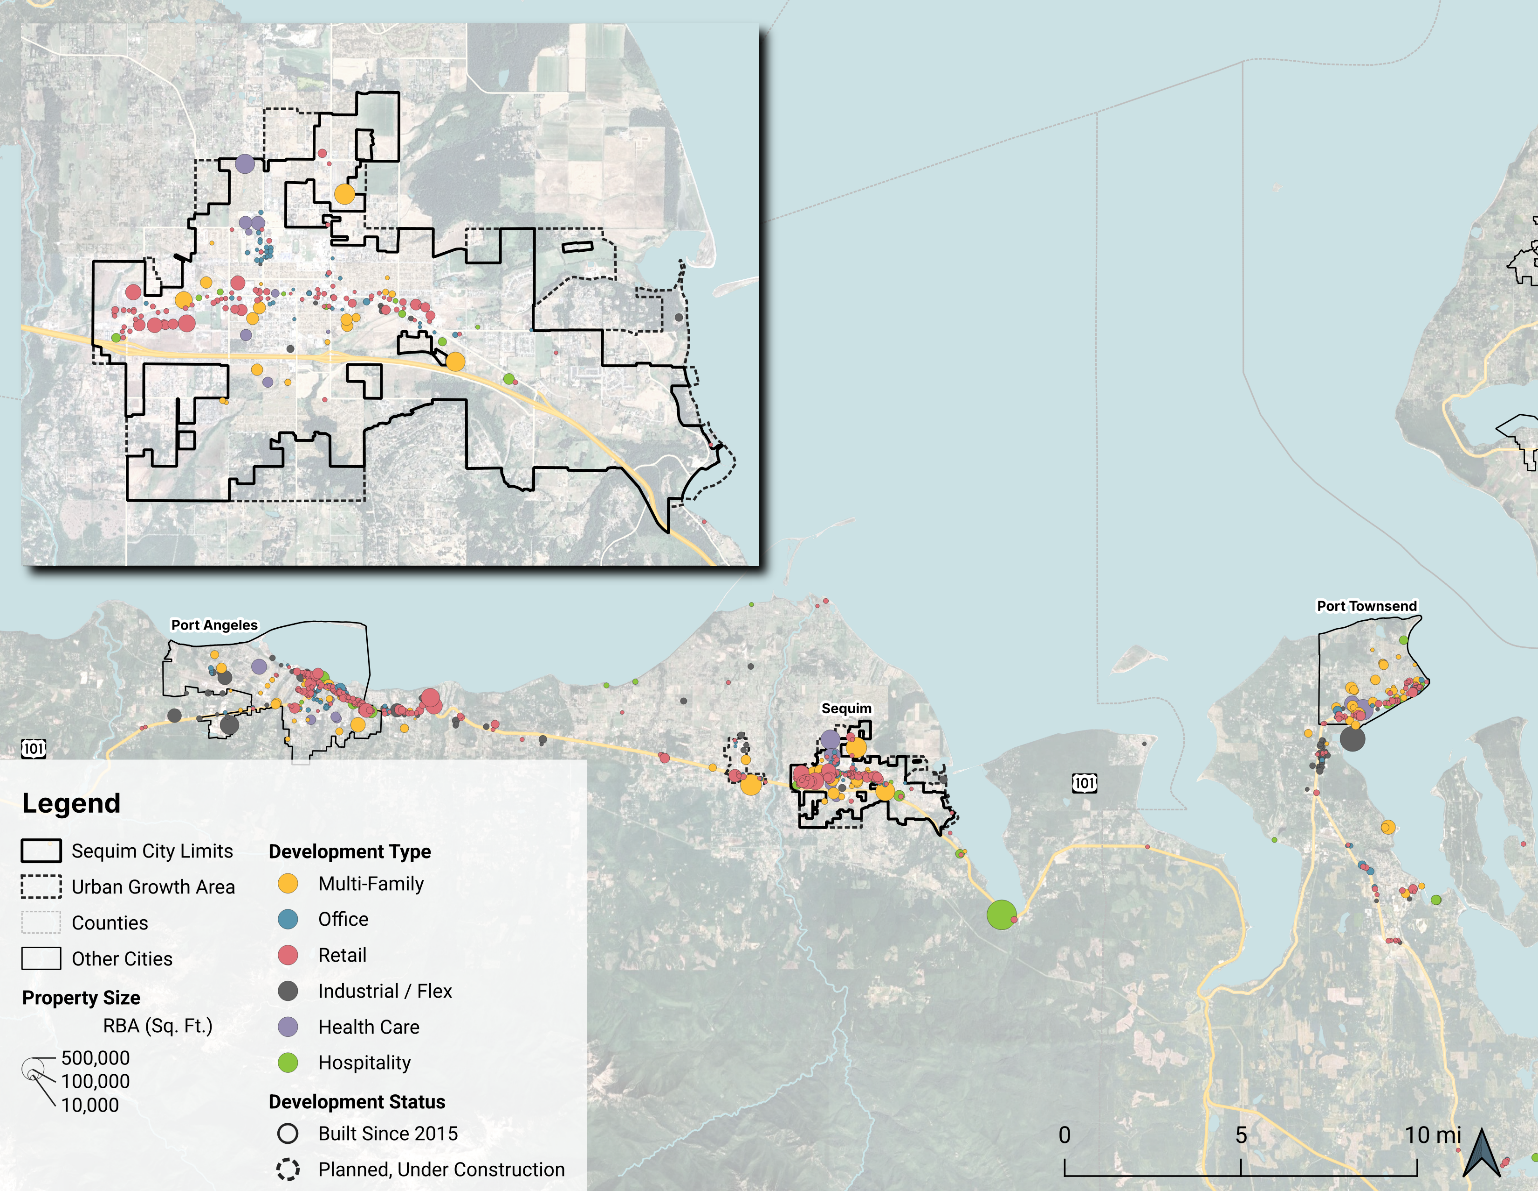 Port Angeles
Port Townsend
Sequim
101
101
Legend
Sequim City Limits
Urban Growth Area
Counties
Other Cities
Property Size
RBA (Sq. Ft.)
500,000
100,000
10,000
Development Type
Multi-Family
Office
Retail
Industrial / Flex
Health Care
Hospitality
Development Status
Built Since 2015
Planned, Under Construction
0 5 10 mi